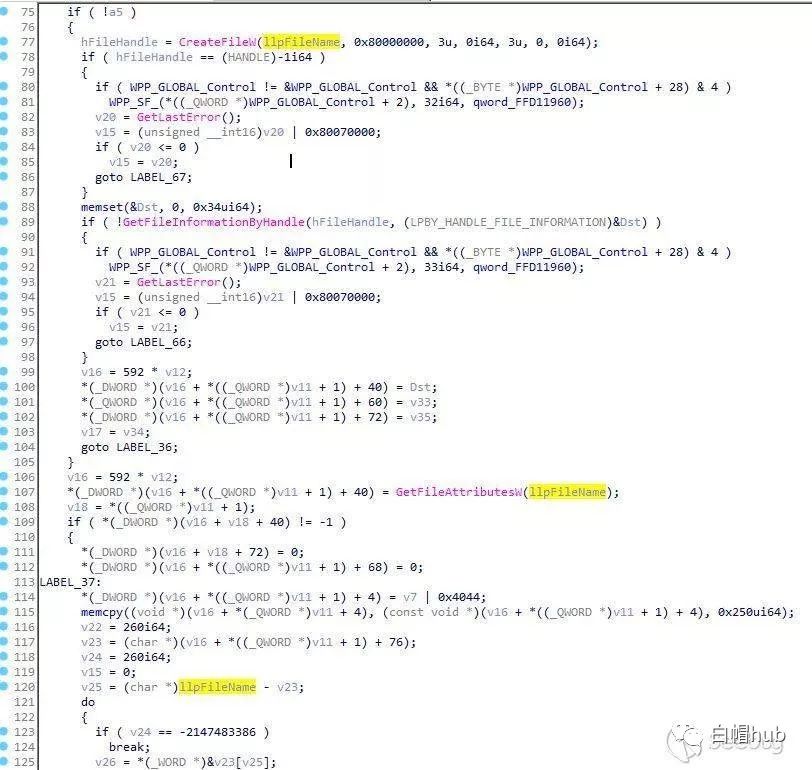 75 if ( !a5 )
76 {
77 hFileHandle = CreateFileW(llpFileName, 0x80000000, 3u, 0i64, 3u, 0, 0i64);
78 if ( hFileHandle == (HANDLE)-1i64 )
79 {
80 if ( WPP_GLOBAL_Control != &WPP_GLOBAL_Control && *((_BYTE *)WPP_GLOBAL_Control + 28) & 4 )
81 WPP_SF_(*((_QWORD *)WPP_GLOBAL_Control + 2), 32i64, qword_FFD11960);
82 v20 = GetLastError();
83 v15 = (unsigned __int16)v20 | 0x80070000;
84 if ( v20 <= 0 )
85 v15 = v20;
86 goto LABEL_67;
87 }
88 memset(&Dst, 0, 0x34ui64);
89 if ( !GetFileInformationByHandle(hFileHandle, (LPBY_HANDLE_FILE_INFORMATION)&Dst) )
90 {
91 if ( WPP_GLOBAL_Control != &WPP_GLOBAL_Control && *((_BYTE *)WPP_GLOBAL_Control + 28) & 4 )
92 WPP_SF_(*((_QWORD *)WPP_GLOBAL_Control + 2), 33i64, qword_FFD11960);
93 v21 = GetLastError();
94 v15 = (unsigned __int16)v21 | 0x80070000;
95 if ( v21 <= 0 )
96 v15 = v21;
97 goto LABEL_66;
98 }
99 v16 = 592 * v12;
100 *(_DWORD *)(v16 + *((_QWORD *)v11 + 1) + 40) = Dst;
101 *(_QWORD *)(v16 + *((_QWORD *)v11 + 1) + 60) = v33;
102 *(_DWORD *)(v16 + *((_QWORD *)v11 + 1) + 72) = v35;
103 v17 = v34;
104 goto LABEL_36;
105 }
106 v16 = 592 * v12;
107 *(_DWORD *)(v16 + *((_QWORD *)v11 + 1) + 40) = GetFileAttributesW(llpFileName);
108 v18 = *((_QWORD *)v11 + 1);
109 if ( *(_DWORD *)(v16 + v18 + 40) != -1 )
110 {
111 *(_DWORD *)(v16 + v18 + 72) = 0;
112 *(_DWORD *)(v16 + *((_QWORD *)v11 + 1) + 68) = 0;
113 LABEL_37:
114 *(_DWORD *)(v16 + *((_QWORD *)v11 + 1) + 4) = v7 | 0x4044;
115 memcpy((void *)(v16 + *(_QWORD *)v11 + 4), (const void *)(v16 + *((_QWORD *)v11 + 1) + 4), 0x250ui64);
116 v22 = 260i64;
117 v23 = (char *)(v16 + *((_QWORD *)v11 + 1) + 76);
118 v24 = 260i64;
119 v15 = 0;
120 v25 = (char *)llpFileName - v23;
121 do
122 {
123 if ( v24 == -2147483386 )
124 break;
125 v26 = *(_WORD *)&v23[v25];
白帽hub